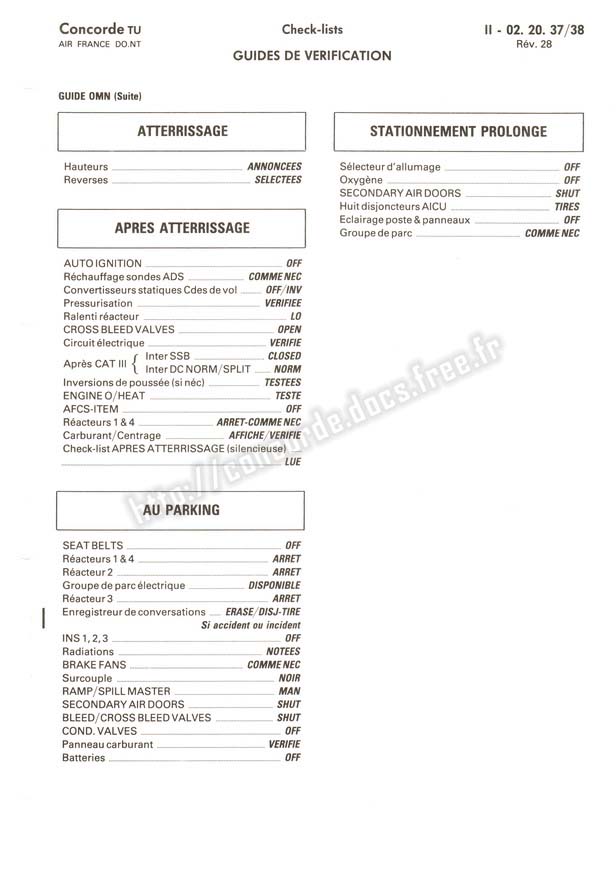 Concorde TU
AIR FRANCE DO.NT
Check-lists
GUIDES DE VERIFICATION
II - 02. 20. 37/38
Rév. 28
GUIDE OMN (Suite)
ATTERRISSAGE
Hauteurs ANNONCEES
Reverses SELECTEES
APRES ATTERRISSAGE
AUTO IGNITION OFF
Réchauffage sondes ADS COMME NEC
Convertisseurs statiques Cdes de vol OFF/INV
Pressurisation VERIFIEE
Ralenti réacteur LO
CROSS BLEED VALVES OPEN
Circuit électrique VERIFIE
Après CAT III { Inter SSB CLOSED
Inter DC NORM/SPLIT NORM
Inversions de poussée (si néc) TESTEES
ENGINE O/HEAT TESTE
AFCS-ITEM OFF
Réacteurs 1 & 4 ARRET-COMME NEC
Carburant/Centrage AFFICHE/VERIFIE
Check-list APRES ATTERRISSAGE (silencieuse)
LUE
AU PARKING
SEAT BELTS OFF
Réacteurs 1 & 4 ARRET
Réacteur 2 ARRET
Groupe de parc électrique DISPONIBLE
Réacteur 3 ARRET
Enregistreur de conversations ERASE/DISJ-TIRE
Si accident ou incident
INS 1, 2, 3 OFF
Radiations NOTEES
BRAKE FANS COMME NEC
Surcouple NOIR
RAMP/SPILL MASTER MAN
SECONDARY AIR DOORS SHUT
BLEED/CROSS BLEED VALVES SHUT
COND. VALVES OFF
Panneau carburant VERIFIE
Batteries OFF
STATIONNEMENT PROLONGE
Sélecteur d'allumage OFF
Oxygène OFF
SECONDARY AIR DOORS SHUT
Huit disjoncteurs AICU TIRES
Eclairage poste & panneaux OFF
Groupe de parc COMME NEC
http://concorde.docs.free.fr